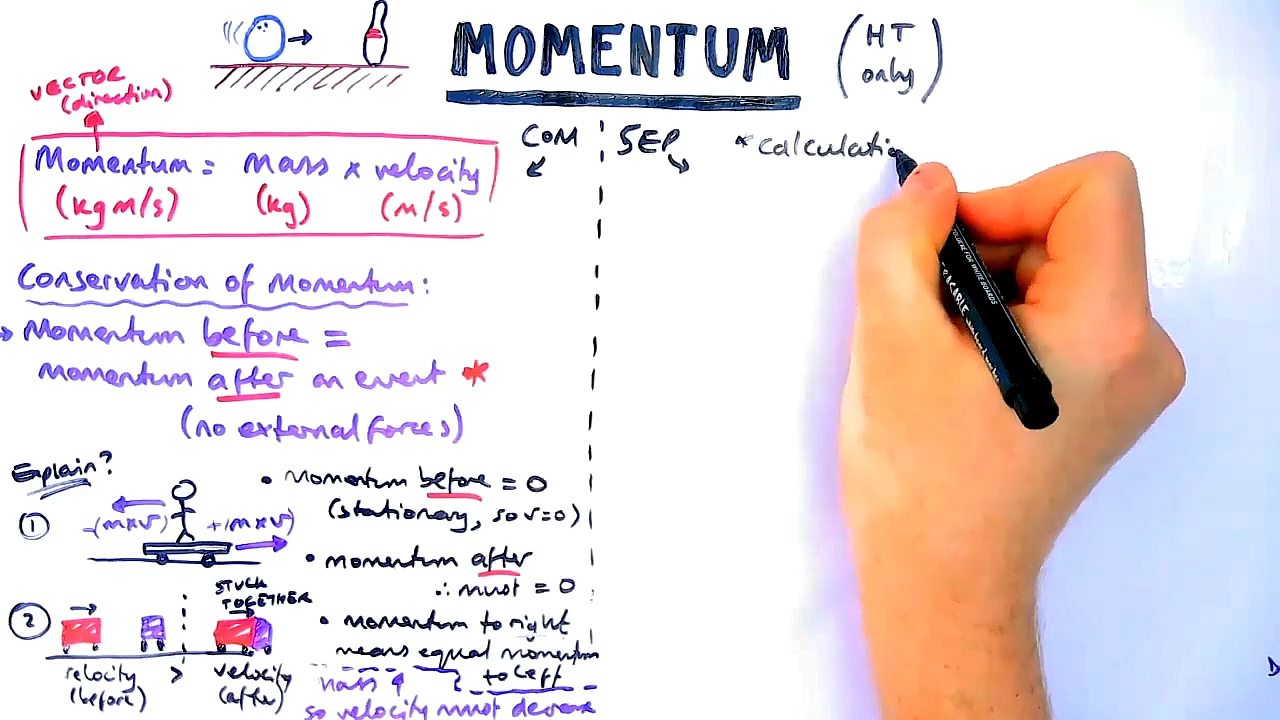 MOMENTUM
(HT
only)
VECTOR
(direction)
Momentum = mass x velocity
(kgm/s) (kg) (m/s)
COM SEP
*calculatio
Conservation of Momentum:
→ Momentum before =
momentum after an event *
(no external forces)
Explain?
①
-(mxv) +(mxv)
• Momentum before = 0
(stationary, so v=0)
• momentum after
∴ must = 0
• momentum to right
means equal momentum
to left
②
STUCK
TOGETHER
velocity > velocity
(before) (after)
mass ↑
so velocity must decrease